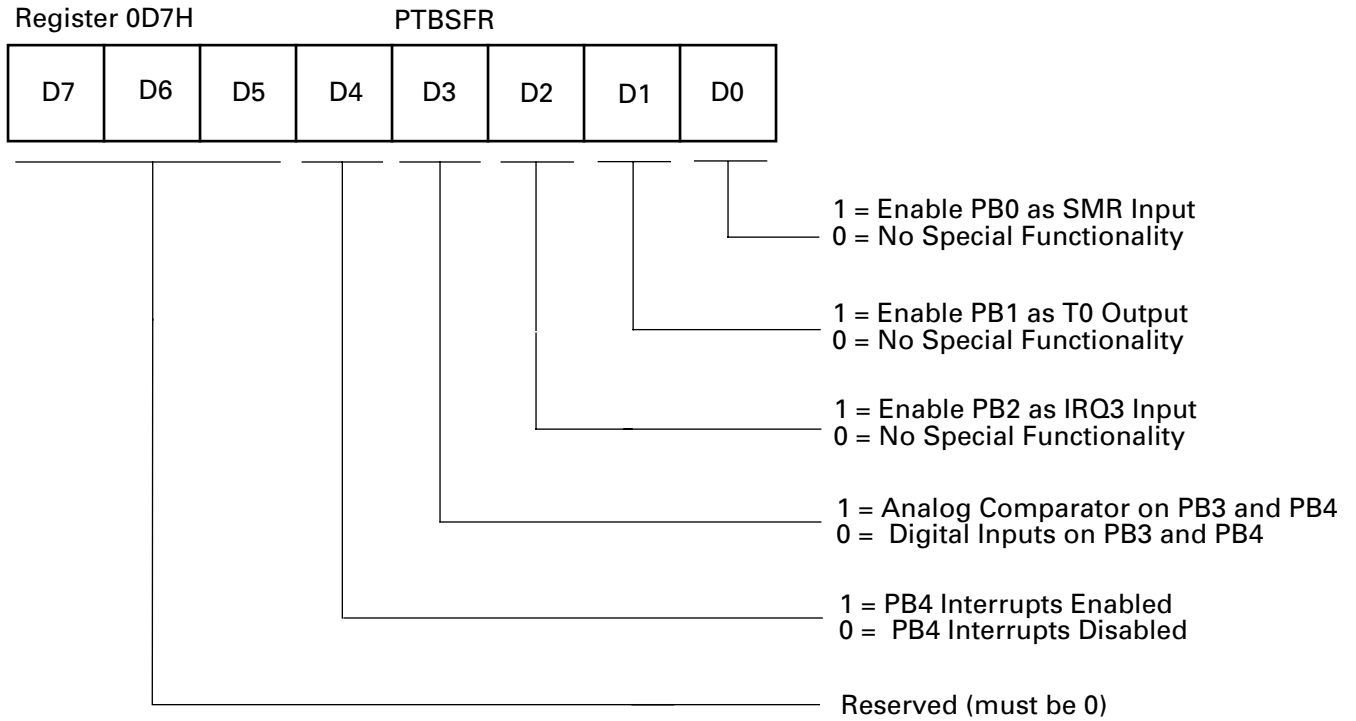 Register 0D7H PTBSFR
D7 D6 D5 D4 D3 D2 D1 D0
1 = Enable PB0 as SMR Input
0 = No Special Functionality
1 = Enable PB1 as T0 Output
0 = No Special Functionality
1 = Enable PB2 as IRQ3 Input
0 = No Special Functionality
1 = Analog Comparator on PB3 and PB4
0 = Digital Inputs on PB3 and PB4
1 = PB4 Interrupts Enabled
0 = PB4 Interrupts Disabled
Reserved (must be 0)